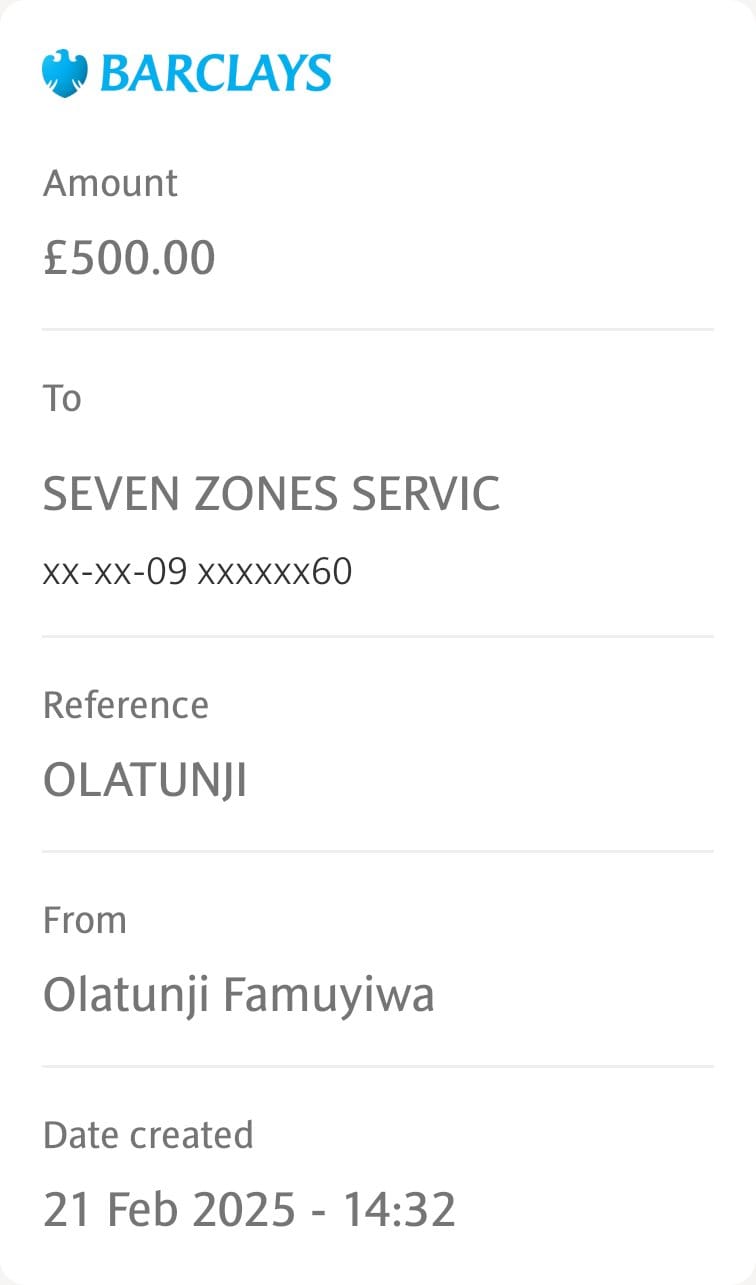 BARCLAYS
Amount
£500.00
To
SEVEN ZONES SERVIC
xx-xx-09 xxxxxx60
Reference
OLATUNJI
From
Olatunji Famuyiwa
Date created
21 Feb 2025 - 14:32